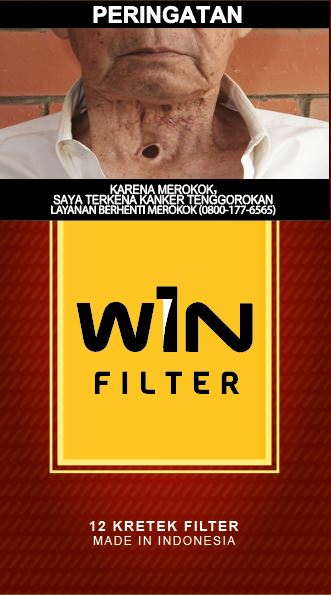 PERINGATAN
KARENA MEROKOK,
SAYA TERKENA KANKER TENGGOROKAN
LAYANAN BERHENTI MEROKOK (0800-177-6565)
WIN
FILTER
12 KRETEK FILTER
MADE IN INDONESIA